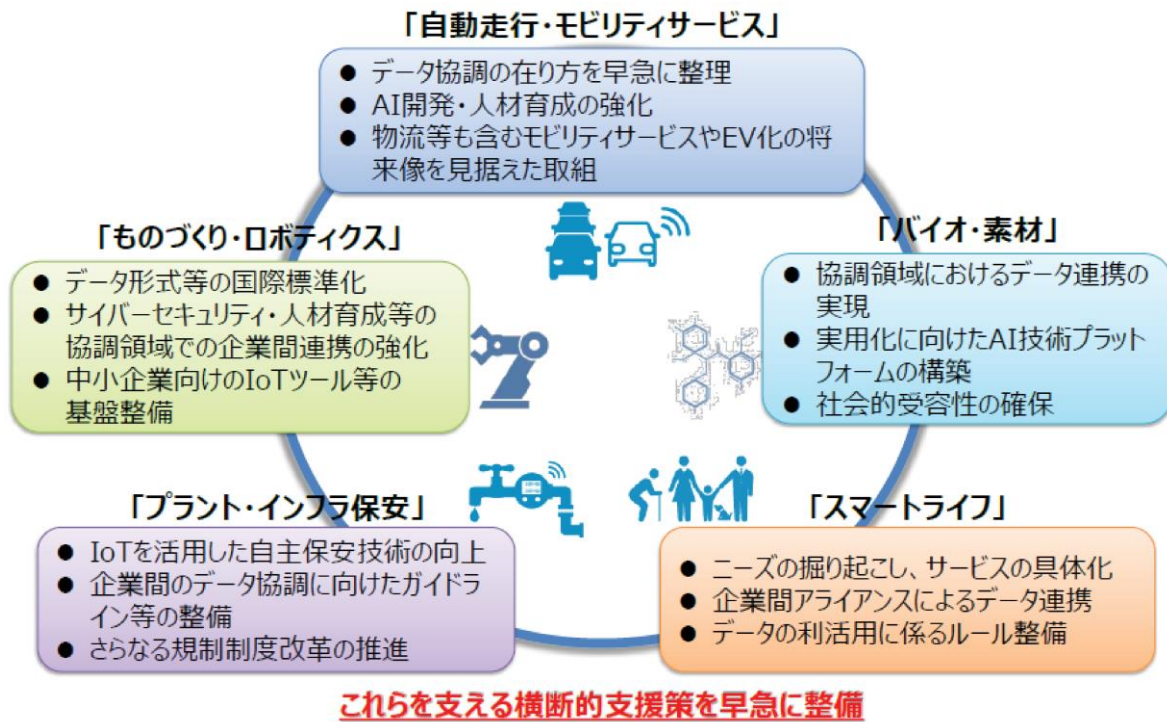 「自動走行・モビリティサービス」
● データ協調の在り方を早急に整理
● AI開発・人材育成の強化
● 物流等も含むモビリティサービスやEV化の将
来像を見据えた取組
「ものづくり・ロボティクス」
● データ形式等の国際標準化
● サイバーセキュリティ・人材育成等の
協調領域での企業間連携の強化
● 中小企業向けのIoTツール等の
基盤整備
「バイオ・素材」
● 協調領域におけるデータ連携の
実現
● 実用化に向けたAI技術プラット
フォームの構築
● 社会的受容性の確保
「プラント・インフラ保安」
● IoTを活用した自主保安技術の向上
● 企業間のデータ協調に向けたガイドラ
イン等の整備
● さらなる規制制度改革の推進
「スマートライフ」
● ニーズの掘り起こし、サービスの具体化
● 企業間アライアンスによるデータ連携
● データの利活用に係るルール整備
これらを支える横断的支援策を早急に整備